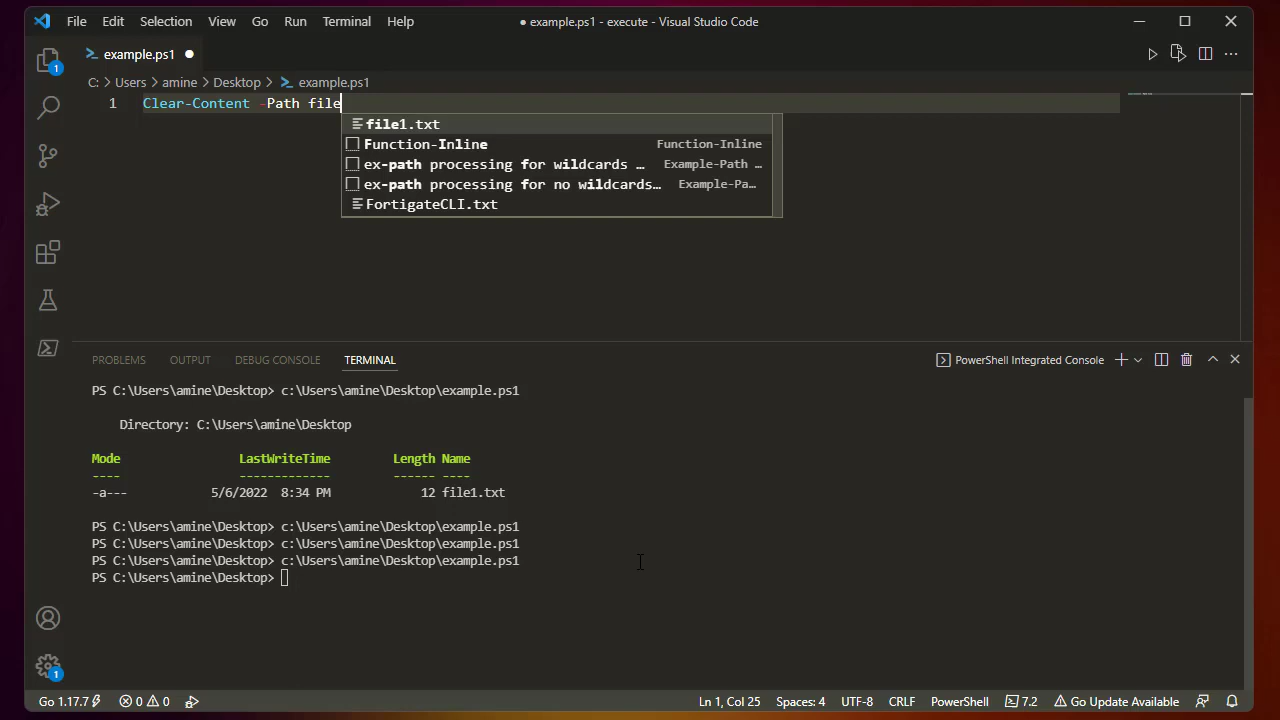 File Edit Selection View Go Run Terminal Help ● example.ps1 - execute - Visual Studio Code
example.ps1 ●
C: > Users > amine > Desktop > example.ps1
1 Clear-Content -Path file
file1.txt
Function-Inline Function-Inline
ex-path processing for wildcards … Example-Path …
ex-path processing for no wildcards… Example-Pa…
FortigateCLI.txt
1
PROBLEMS OUTPUT DEBUG CONSOLE TERMINAL PowerShell Integrated Console
PS C:\Users\amine\Desktop> c:\Users\amine\Desktop\example.ps1
Directory: C:\Users\amine\Desktop
Mode LastWriteTime Length Name
---- ------------- ------ ----
-a--- 5/6/2022 8:34 PM 12 file1.txt
PS C:\Users\amine\Desktop> c:\Users\amine\Desktop\example.ps1
PS C:\Users\amine\Desktop> c:\Users\amine\Desktop\example.ps1
PS C:\Users\amine\Desktop> c:\Users\amine\Desktop\example.ps1
PS C:\Users\amine\Desktop>
1
Go 1.17.7 0 0 Ln 1, Col 25 Spaces: 4 UTF-8 CRLF PowerShell 7.2 Go Update Available